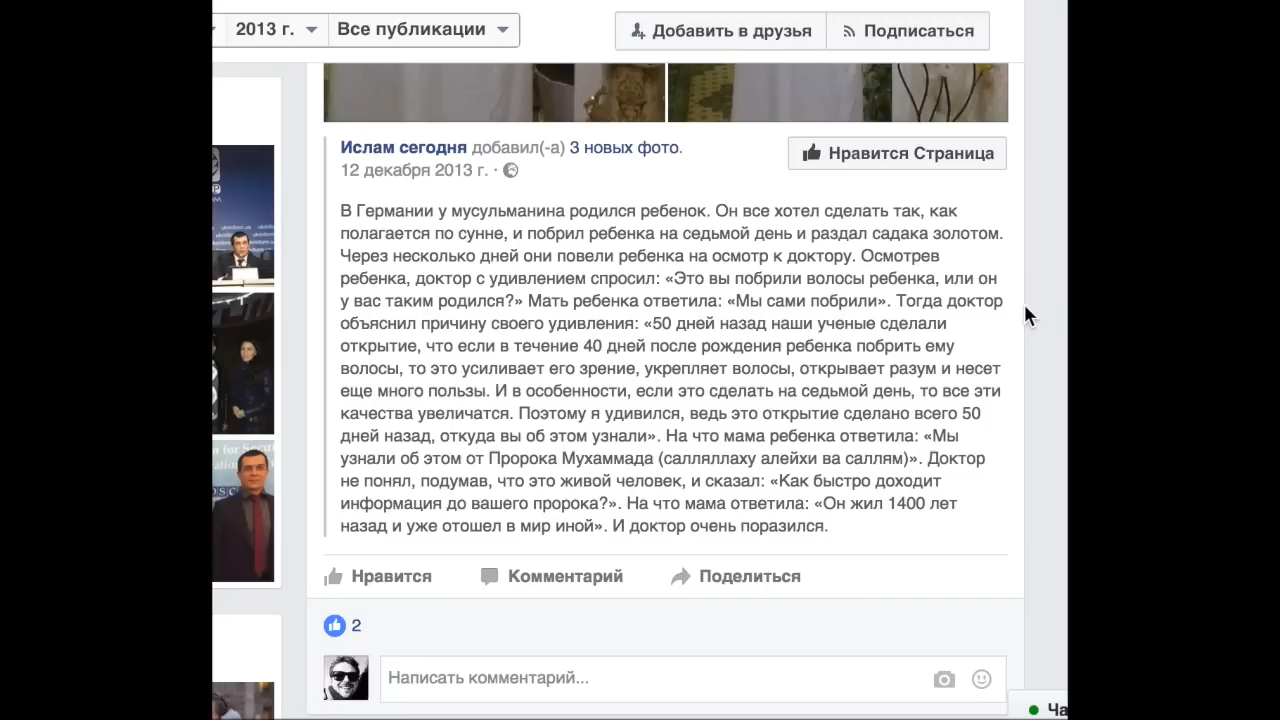 2013 г.
Все публикации
Добавить в друзья
Подписаться
Ислам сегодня добавил(-а) 3 новых фото.
12 декабря 2013 г. ·
Нравится Страница
В Германии у мусульманина родился ребенок. Он все хотел сделать так, как
полагается по сунне, и побрил ребенка на седьмой день и раздал садака золотом.
Через несколько дней они повели ребенка на осмотр к доктору. Осмотрев
ребенка, доктор с удивлением спросил: «Это вы побрили волосы ребенка, или он
у вас таким родился?» Мать ребенка ответила: «Мы сами побрили». Тогда доктор
объяснил причину своего удивления: «50 дней назад наши ученые сделали
открытие, что если в течение 40 дней после рождения ребенка побрить ему
волосы, то это усиливает его зрение, укрепляет волосы, открывает разум и несет
еще много пользы. И в особенности, если это сделать на седьмой день, то все эти
качества увеличатся. Поэтому я удивился, ведь это открытие сделано всего 50
дней назад, откуда вы об этом узнали». На что мама ребенка ответила: «Мы
узнали об этом от Пророка Мухаммада (салляллаху алейхи ва саллям)». Доктор
не понял, подумав, что это живой человек, и сказал: «Как быстро доходит
информация до вашего пророка?». На что мама ответила: «Он жил 1400 лет
назад и уже отошел в мир иной». И доктор очень поразился.
Нравится
Комментарий
Поделиться
2
Написать комментарий...